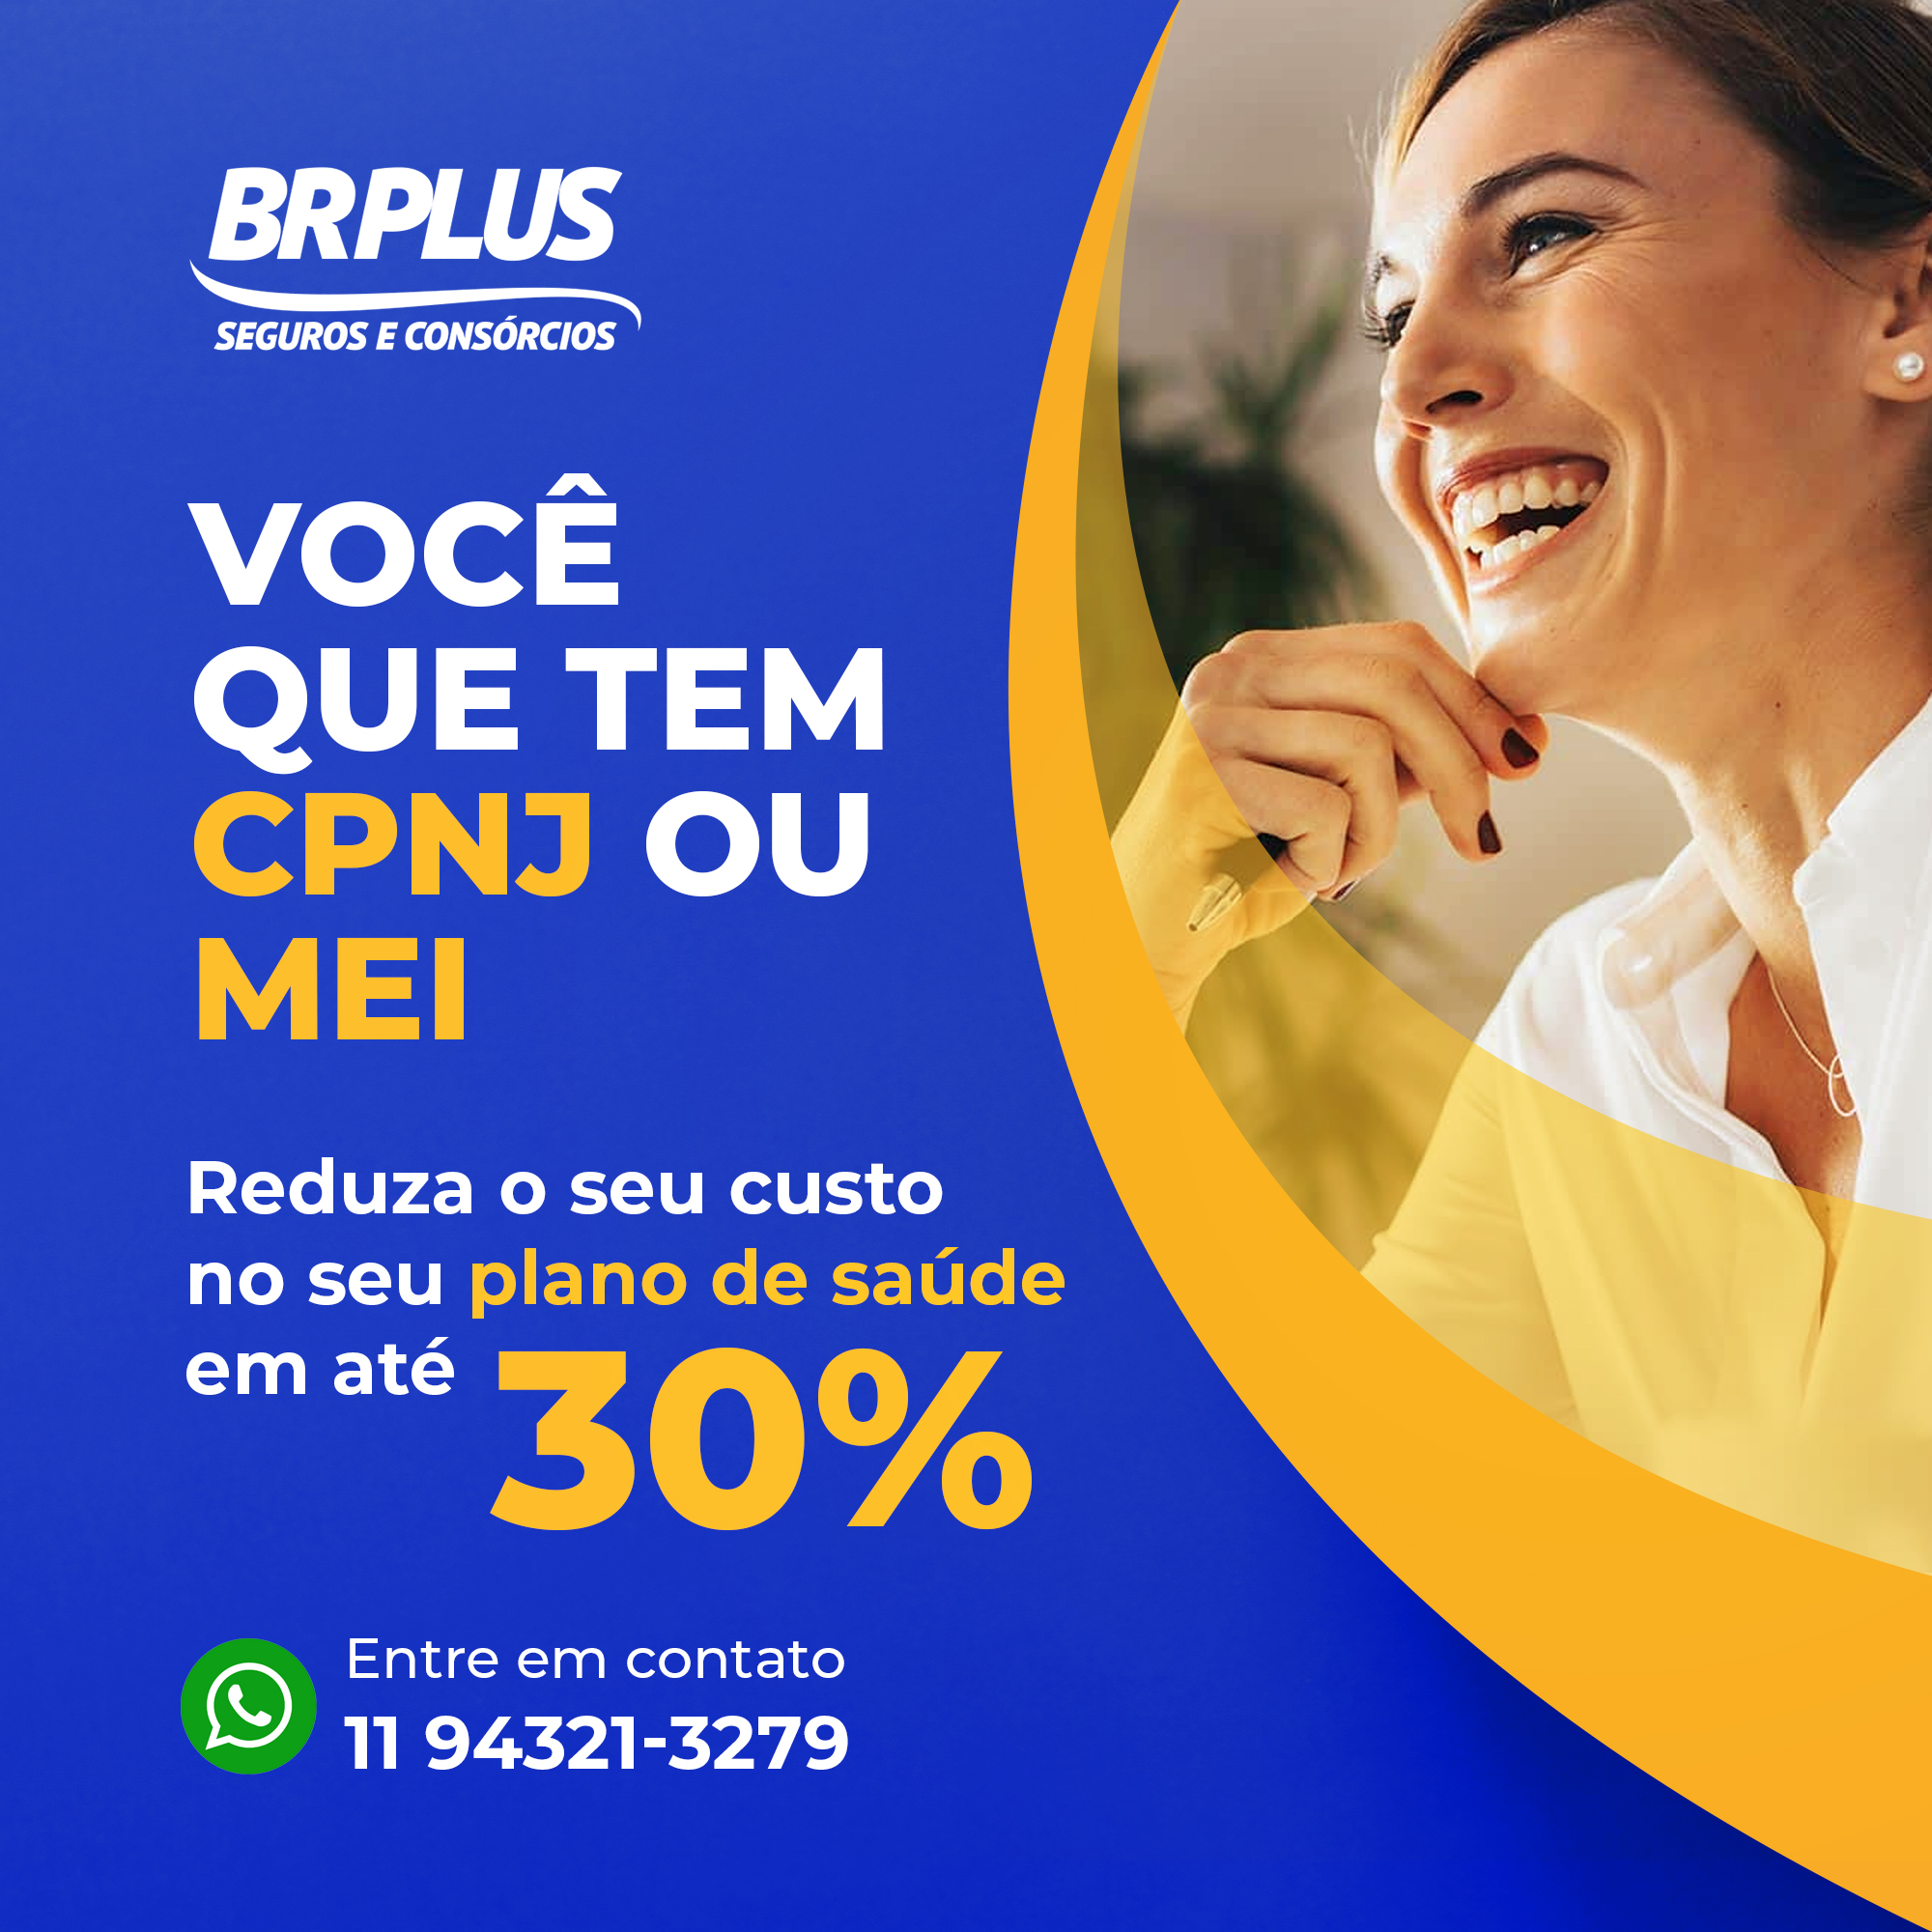 BRPLUS
SEGUROS E CONSÓRCIOS
VOCÊ
QUE TEM
CPNJ OU
MEI
Reduza o seu custo
no seu plano de saúde
em até 30%
Entre em contato
11 94321-3279